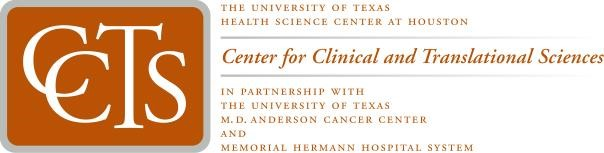 CCTS
THE UNIVERSITY OF TEXAS
HEALTH SCIENCE CENTER AT HOUSTON
Center for Clinical and Translational Sciences
IN PARTNERSHIP WITH
THE UNIVERSITY OF TEXAS
M.D. ANDERSON CANCER CENTER
AND
MEMORIAL HERMANN HOSPITAL SYSTEM